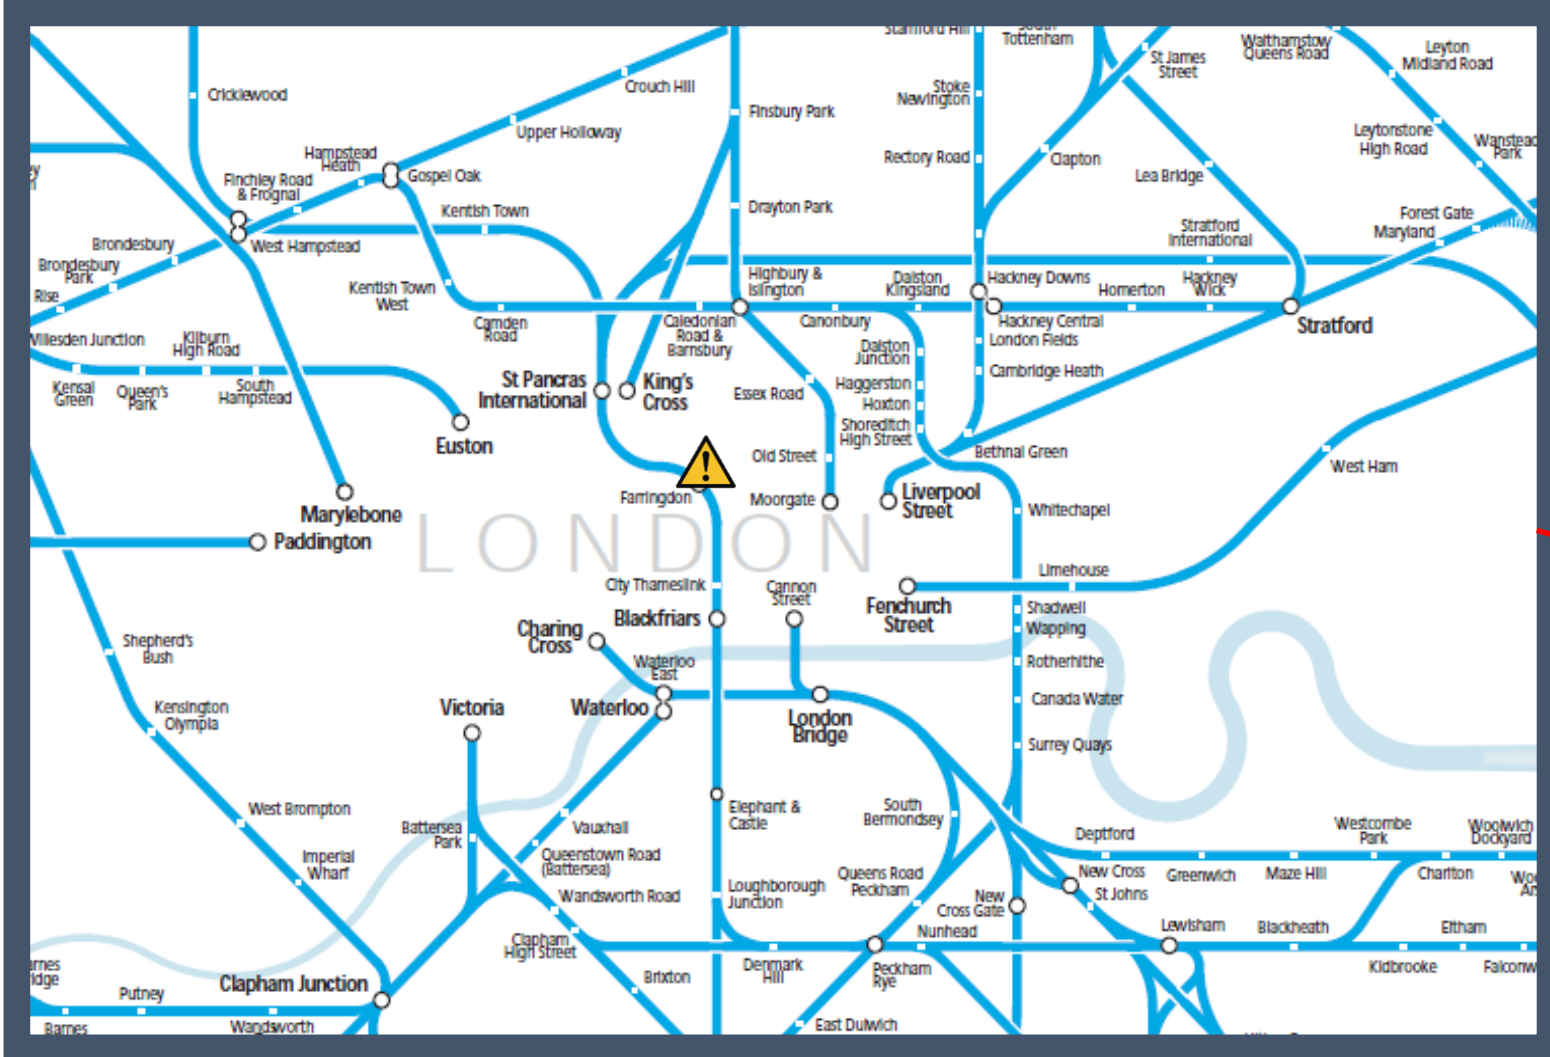 Stamford Hill
South
Tottenham
Walthamstow
Queens Road
Leyton
Midland Road
St James
Street
Cricklewood
Crouch Hill
Stoke
Newington
Finsbury Park
Upper Holloway
Leytonstone
High Road
Wanstead
Park
Hampstead
Heath
Rectory Road
Clapton
Lea Bridge
Gospel Oak
Finchley Road
& Frognal
Kentish Town
Drayton Park
Forest Gate
Maryland
Stratford
International
West Hampstead
Brondesbury
Brondesbury
Park
Rise
Kentish Town
West
Highbury &
Islington
Dalston
Kingsland
Hackney Downs
Homerton
Hackney
Wick
Camden
Road
Caledonian
Road &
Barnsbury
Canonbury
Hackney Central
Stratford
Willesden Junction
Kilburn
High Road
London Fields
Dalston
Junction
Cambridge Heath
Kensal
Green
Queen's
Park
South
Hampstead
St Pancras
International
King's
Cross
Essex Road
Haggerston
Hoxton
Shoreditch
High Street
Euston
Old Street
Bethnal Green
West Ham
Farringdon
Moorgate
Liverpool
Street
Whitechapel
Marylebone
Paddington
LONDON
Limehouse
City Thameslink
Cannon
Street
Fenchurch
Street
Shadwell
Blackfriars
Charing
Cross
Wapping
Shepherd's
Bush
Waterloo
East
Rotherhithe
Kensington
Olympia
Victoria
Waterloo
London
Bridge
Canada Water
Surrey Quays
West Brompton
Battersea
Park
Vauxhall
Elephant &
Castle
South
Bermondsey
Deptford
Westcombe
Park
Woolwich
Dockyard
Imperial
Wharf
Queenstown Road
(Battersea)
Wandsworth Road
Loughborough
Junction
Queens Road
Peckham
New
Cross Gate
New Cross
St Johns
Greenwich
Maze Hill
Charlton
Clapham
High Street
Nunhead
Lewisham
Blackheath
Eltham
Clapham Junction
Brixton
Denmark
Hill
Peckham
Rye
Kidbrooke
Falconw
Putney
Barnes
Wandsworth
East Dulwich